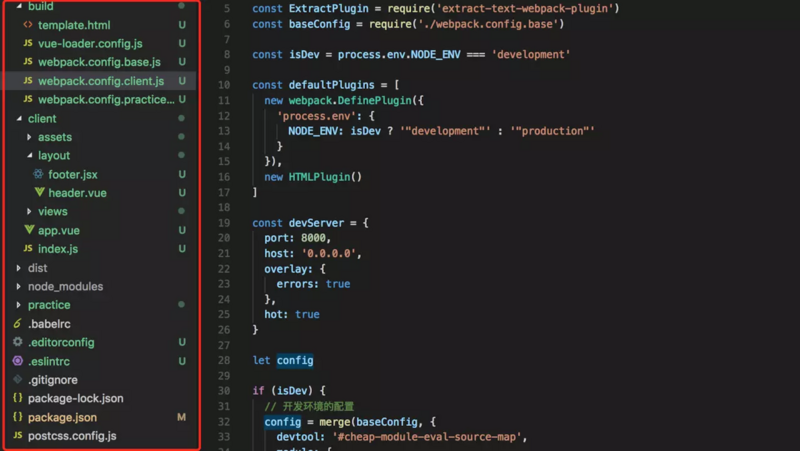 build
template.html
vue-loader.config.js U
webpack.config.base.js U
webpack.config.client.js U
webpack.config.practice... U
client
assets
layout
footer.jsx U
header.vue U
views
app.vue U
index.js U
dist
node_modules
practice
.babelrc
.editorconfig U
.eslintrc U
.gitignore
package-lock.json
package.json M
postcss.config.js
5 const ExtractPlugin = require('extract-text-webpack-plugin')
6 const baseConfig = require('./webpack.config.base')
7
8 const isDev = process.env.NODE_ENV === 'development'
9
10 const defaultPlugins = [
11 new webpack.DefinePlugin({
12 'process.env': {
13 NODE_ENV: isDev ? '"development"' : '"production"'
14 }
15 }),
16 new HTMLPlugin()
17 ]
18
19 const devServer = {
20 port: 8000,
21 host: '0.0.0.0',
22 overlay: {
23 errors: true
24 },
25 hot: true
26 }
27
28 let config
29
30 if (isDev) {
31 // 开发环境的配置
32 config = merge(baseConfig, {
33 devtool: '#cheap-module-eval-source-map',